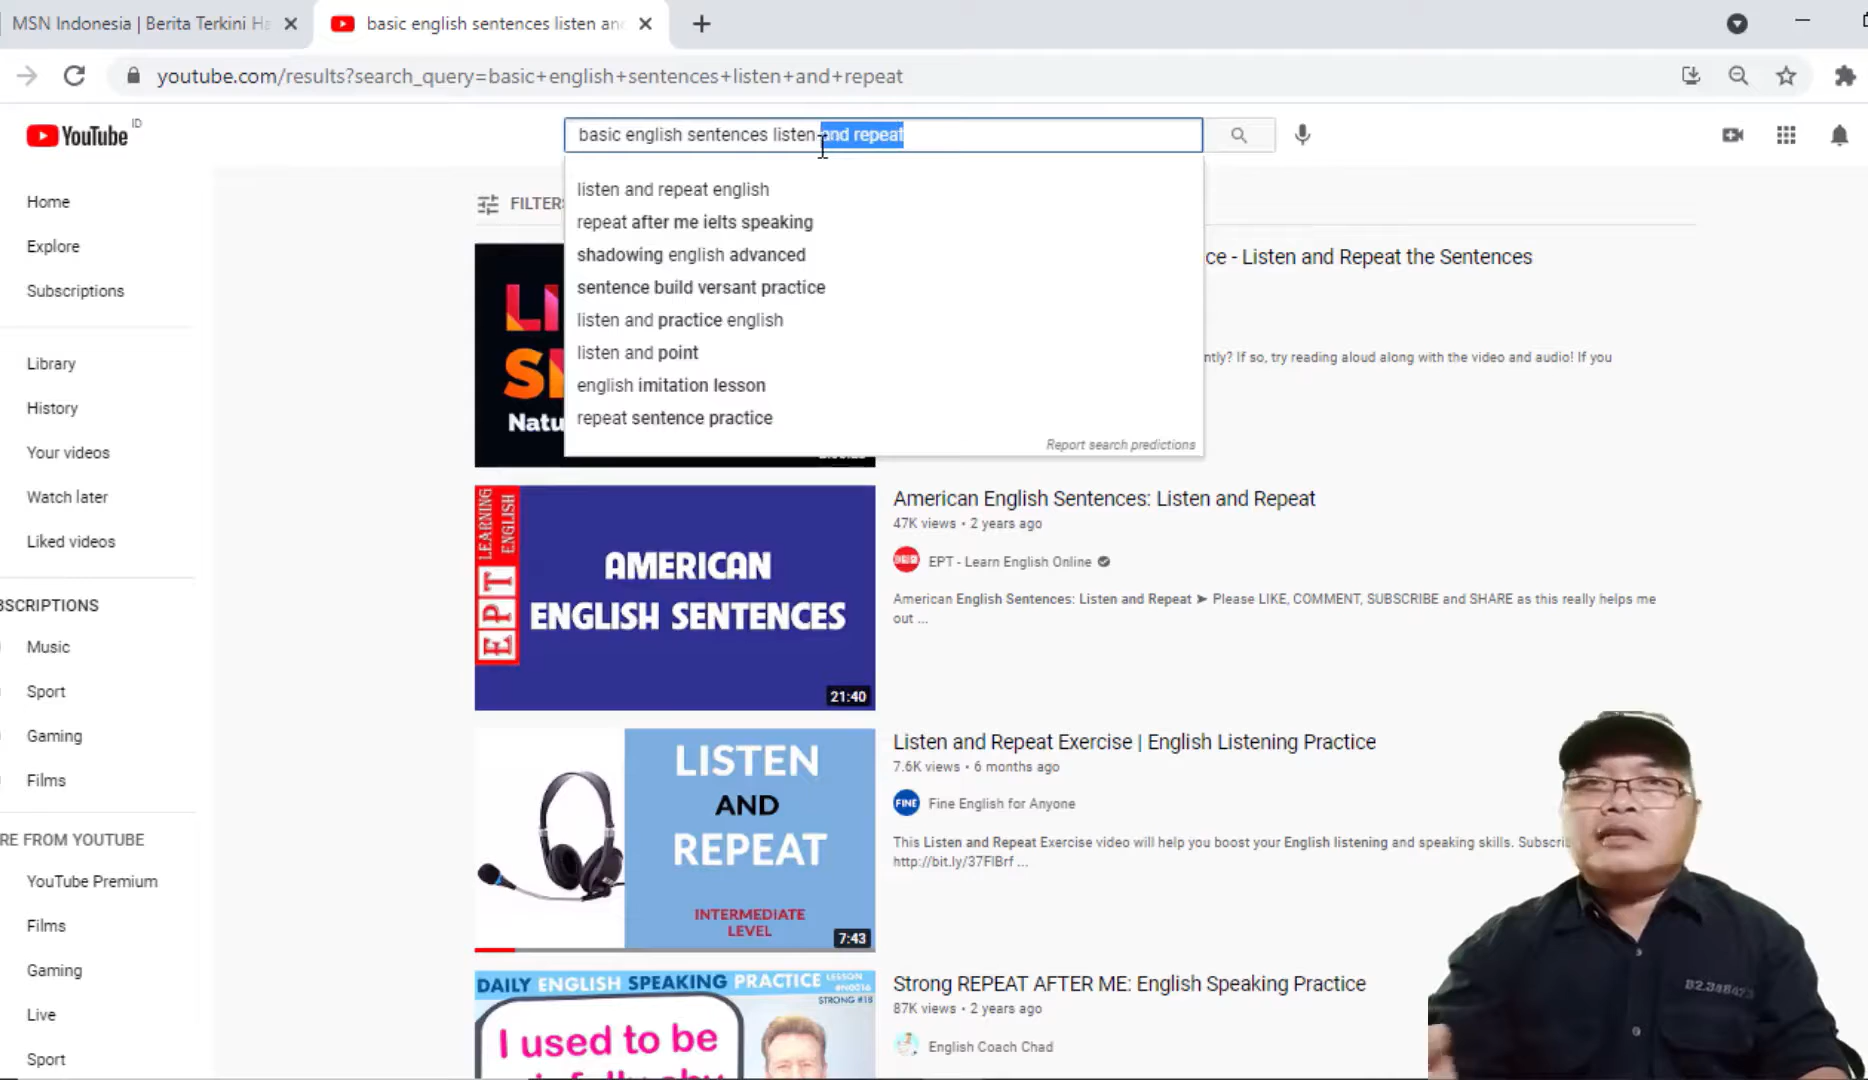 MSN Indonesia | Berita Terkini Ha
basic english sentences listen an
youtube.com/results?search_query=basic+english+sentences+listen+and+repeat
YouTube ID
basic english sentences listen and repeat
listen and repeat english
repeat after me ielts speaking
shadowing english advanced
sentence build versant practice
listen and practice english
listen and point
english imitation lesson
repeat sentence practice
Report search predictions
Home
Explore
Subscriptions
Library
History
Your videos
Watch later
Liked videos
BSCRIPTIONS
Music
Sport
Gaming
Films
RE FROM YOUTUBE
YouTube Premium
Films
Gaming
Live
Sport
FILTERS
LI
Natu
ce - Listen and Repeat the Sentences
ntly? If so, try reading aloud along with the video and audio! If you
LEARNING ENGLISH
EPT
AMERICAN
ENGLISH SENTENCES
21:40
American English Sentences: Listen and Repeat
47K views • 2 years ago
EPT - Learn English Online
American English Sentences: Listen and Repeat ➤ Please LIKE, COMMENT, SUBSCRIBE and SHARE as this really helps me
out ...
LISTEN
AND
REPEAT
INTERMEDIATE
LEVEL
7:43
Listen and Repeat Exercise | English Listening Practice
7.6K views • 6 months ago
FINE
Fine English for Anyone
This Listen and Repeat Exercise video will help you boost your English listening and speaking skills. Subscri
http://bit.ly/37FlBrf ...
DAILY ENGLISH SPEAKING PRACTICE
LESSON
#N0016
STRONG #18
I used to be
Strong REPEAT AFTER ME: English Speaking Practice
87K views • 2 years ago
English Coach Chad